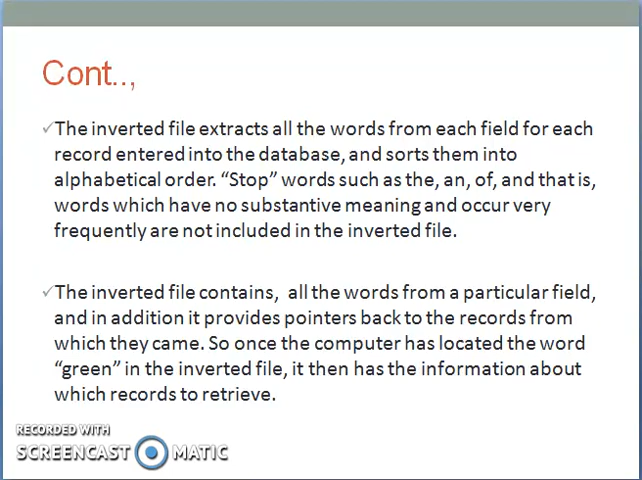 Cont..,
✓The inverted file extracts all the words from each field for each
record entered into the database, and sorts them into
alphabetical order. “Stop” words such as the, an, of, and that is,
words which have no substantive meaning and occur very
frequently are not included in the inverted file.
✓The inverted file contains,  all the words from a particular field,
and in addition it provides pointers back to the records from
which they came. So once the computer has located the word
“green” in the inverted file, it then has the information about
which records to retrieve.
RECORDED WITH
SCREENCAST MATIC